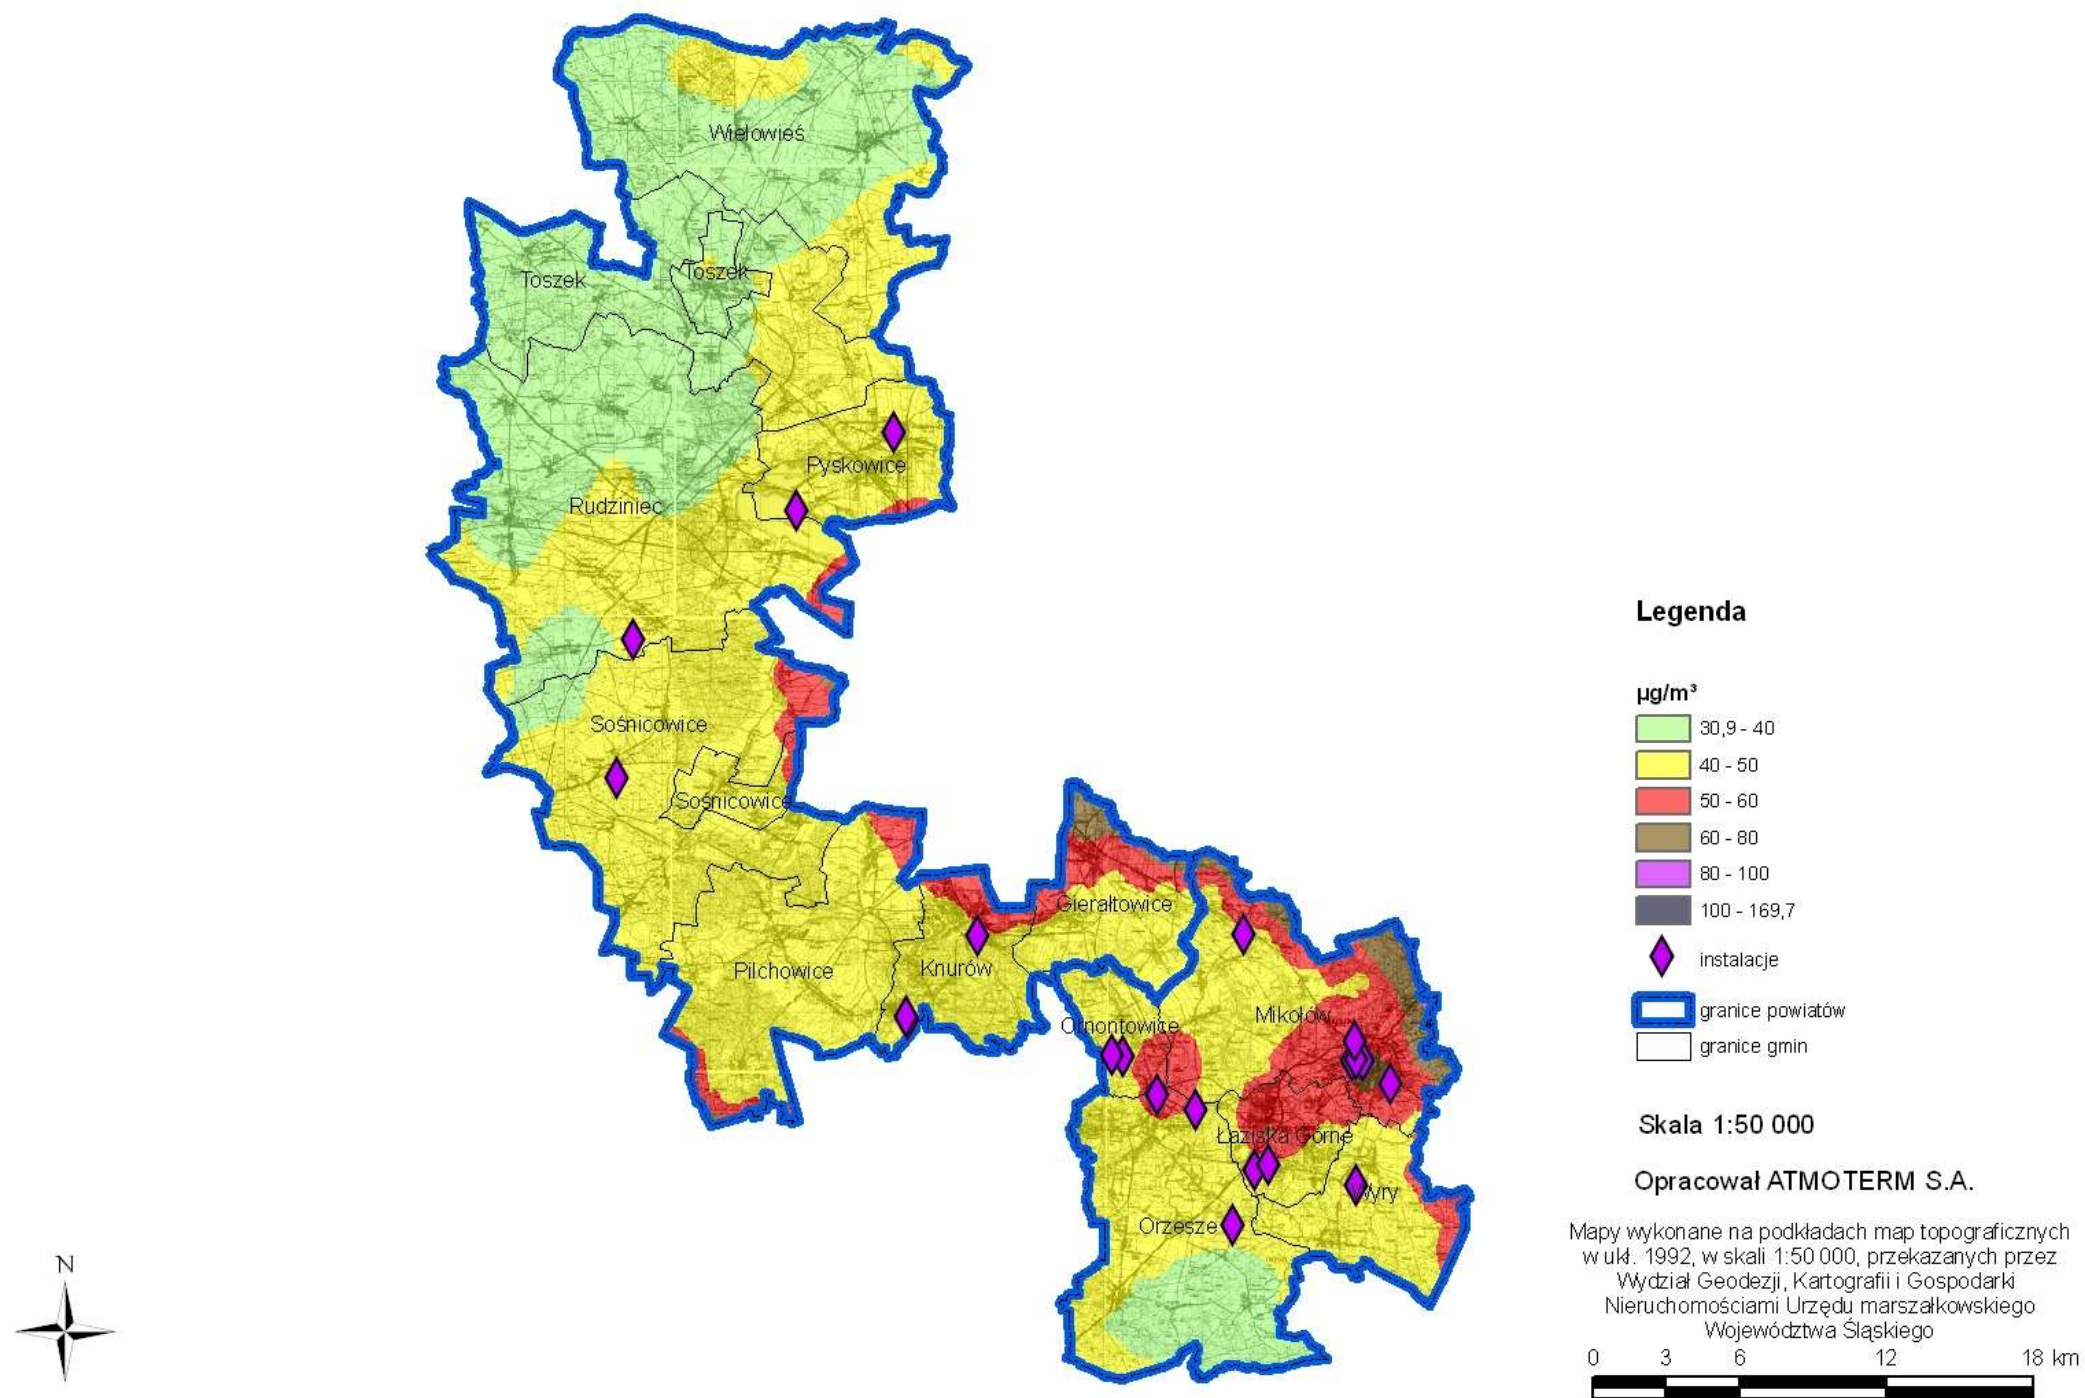 Wielowieś
Toszek
Toszek
Pyskowice
Rudziniec
Sośnicowice
Sośnicowice
Gierałtowice
Pilchowice
Knurów
Ornontowice
Mikołów
Łaziska Górne
Wyry
Orzesze
N
Legenda
µg/m³
30,9 - 40
40 - 50
50 - 60
60 - 80
80 - 100
100 - 169,7
instalacje
granice powiatów
granice gmin
Skala 1:50 000
Opracował ATMOTERM S.A.
Mapy wykonane na podkładach map topograficznych
w ukł. 1992, w skali 1:50 000, przekazanych przez
Wydział Geodezji, Kartografii i Gospodarki
Nieruchomościami Urzędu marszałkowskiego
Województwa Śląskiego
0 3 6 12 18 km